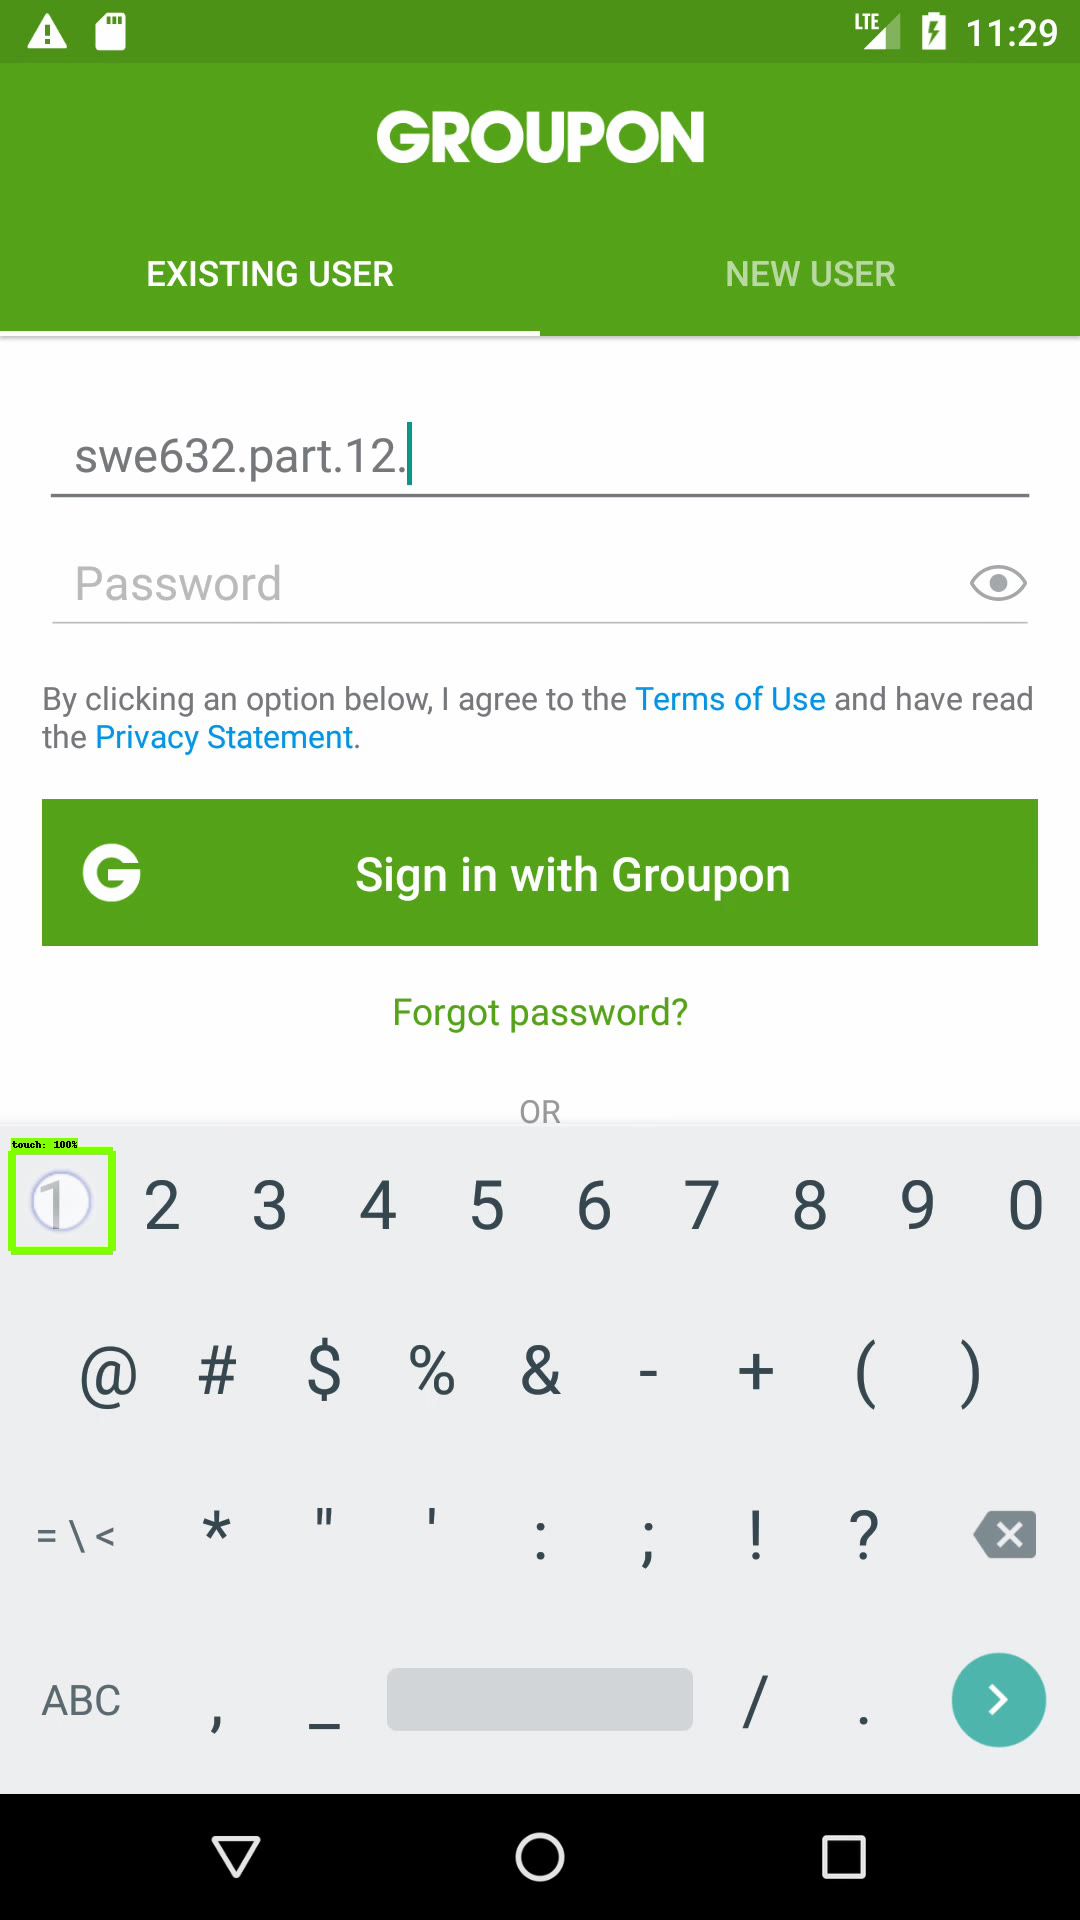 LTE 11:29
GROUPON
EXISTING USER NEW USER
swe632.part.12.
Password
By clicking an option below, I agree to the Terms of Use and have read
the Privacy Statement.
G Sign in with Groupon
Forgot password?
OR
touch: 100%
1 2 3 4 5 6 7 8 9 0
@ # $ % & - + ( )
= \ < * " ' : ; ! ?
ABC , _ / .